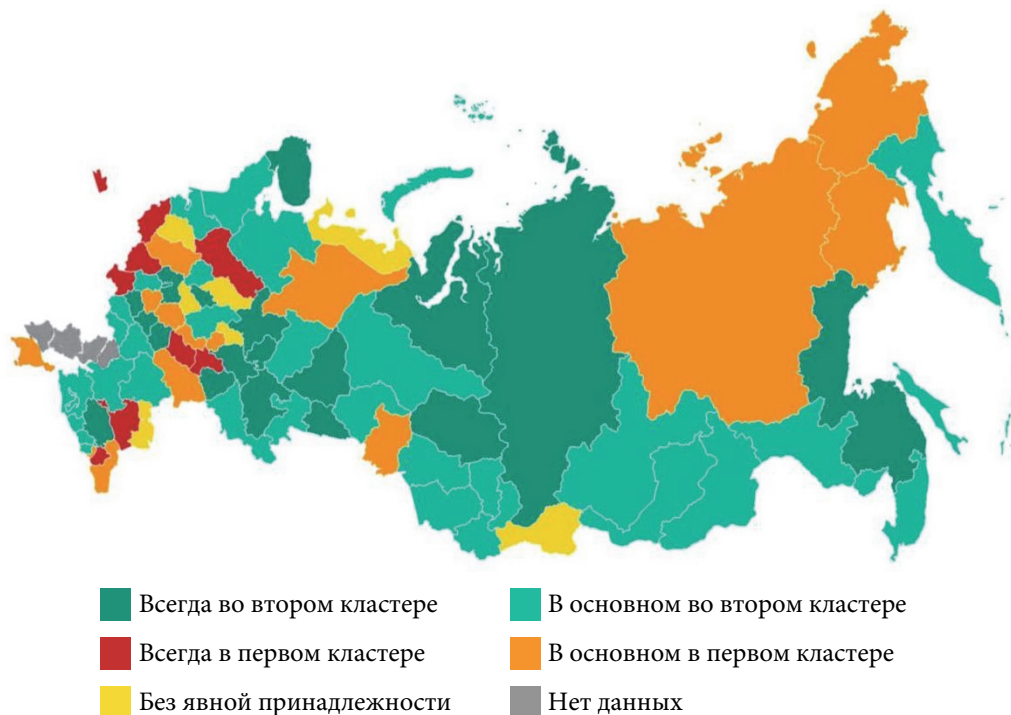 Всегда во втором кластере
В основном во втором кластере
Всегда в первом кластере
В основном в первом кластере
Без явной принадлежности
Нет данных